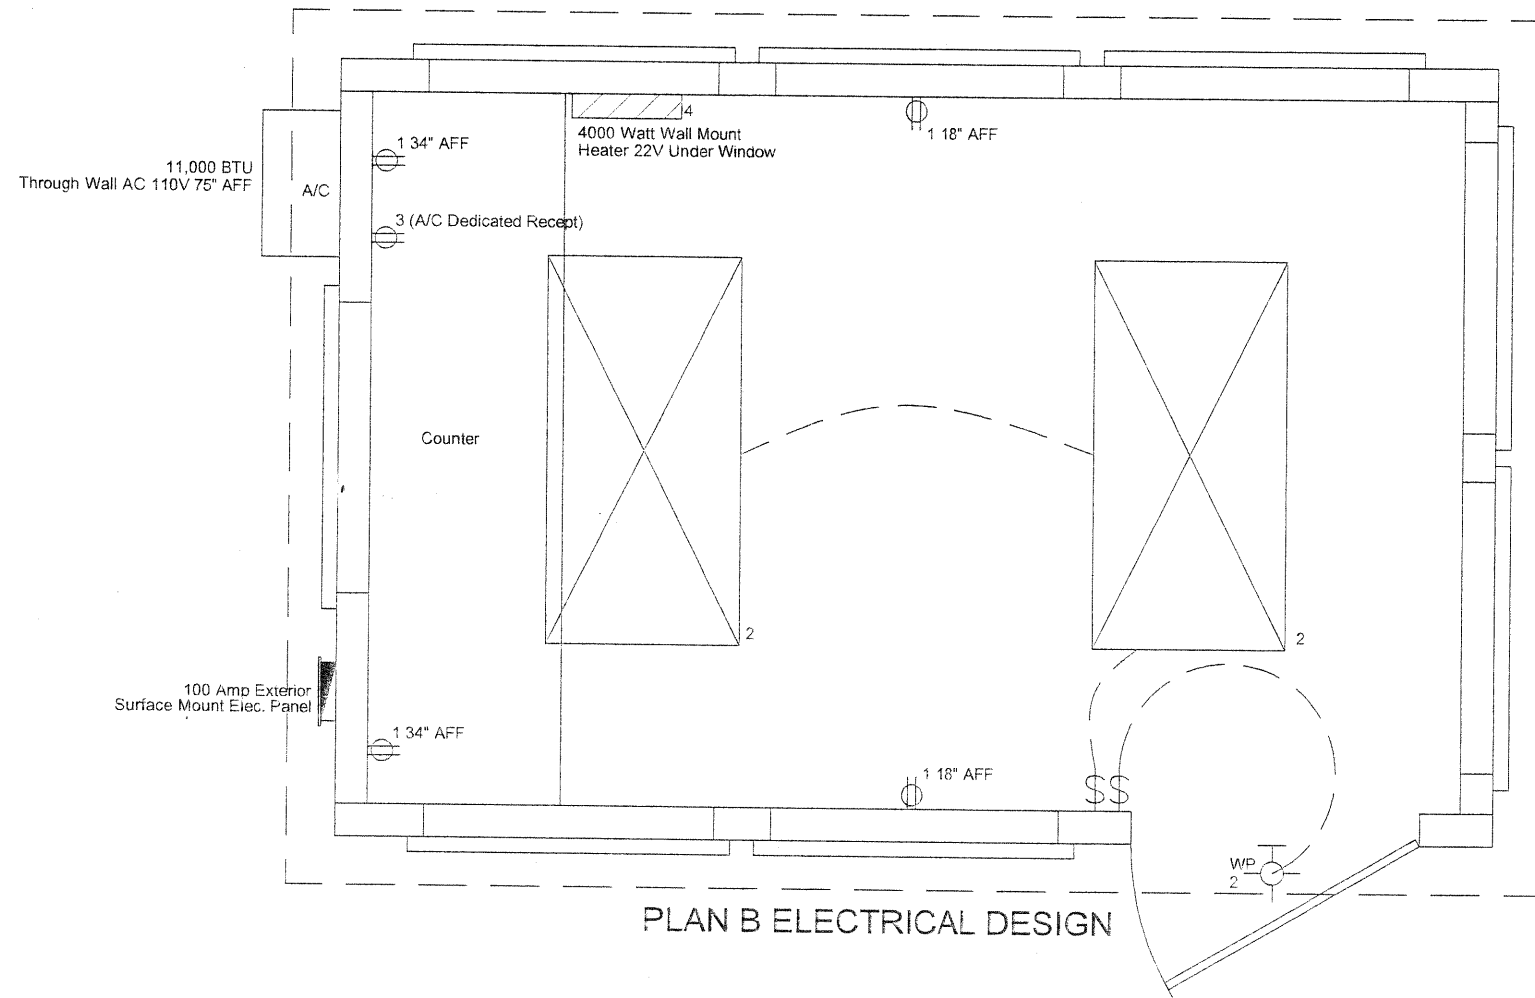 4
1 34" AFF
1 18" AFF
4000 Watt Wall Mount
Heater 22V Under Window
11,000 BTU
Through Wall AC 110V 75" AFF
A/C
3 (A/C Dedicated Recept)
Counter
2
2
100 Amp Exterior
Surface Mount Elec. Panel
1 34" AFF
1 18" AFF
SS
WP
2
PLAN B ELECTRICAL DESIGN